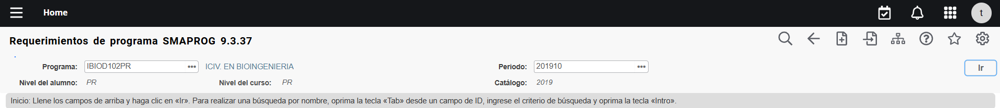 Home
t
Requerimientos de programa SMAPROG 9.3.37
Programa: IBIOD102PR ••• ICIV. EN BIOINGENIERIA Periodo: 201910 ••• Ir
Nivel del alumno: PR Nivel del curso: PR Catálogo: 2019
Inicio: Llene los campos de arriba y haga clic en «Ir». Para realizar una búsqueda por nombre, oprima la tecla «Tab» desde un campo de ID, ingrese el criterio de búsqueda y oprima la tecla «Intro».